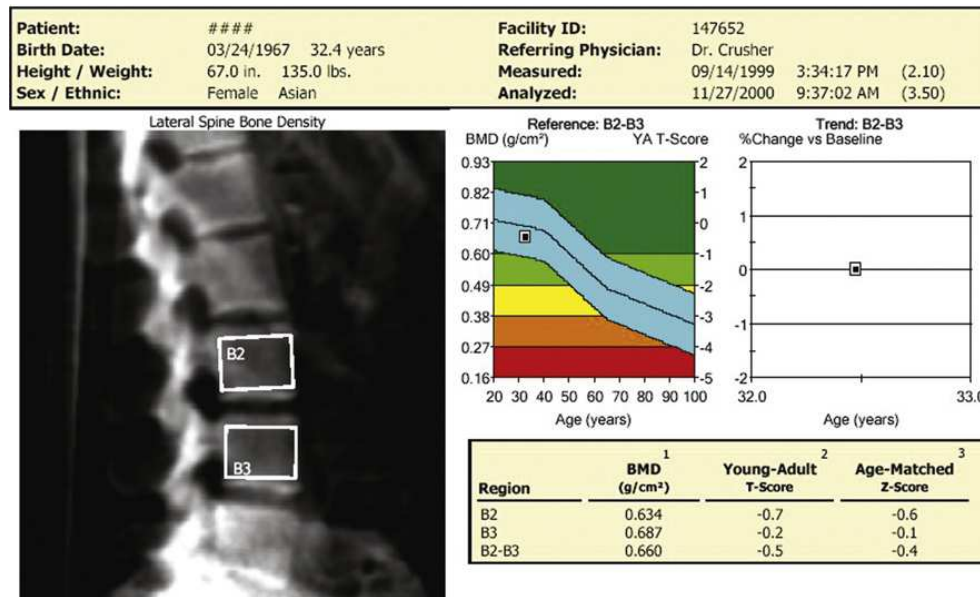 Patient: #### Facility ID: 147652
Birth Date: 03/24/1967 32.4 years Referring Physician: Dr. Crusher
Height / Weight: 67.0 in. 135.0 lbs. Measured: 09/14/1999 3:34:17 PM (2.10)
Sex / Ethnic: Female Asian Analyzed: 11/27/2000 9:37:02 AM (3.50)
Lateral Spine Bone Density
B2
B3
Reference: B2-B3
BMD (g/cm²) YA T-Score
0.93 2
0.82 1
0.71 0
0.60 -1
0.49 -2
0.38 -3
0.27 -4
0.16 -5
20 30 40 50 60 70 80 90 100
Age (years)
Trend: B2-B3
%Change vs Baseline
2
1
0
-1
-2
32.0 33.0
Age (years)
1 2 3
BMD Young-Adult Age-Matched
Region (g/cm²) T-Score Z-Score
B2 0.634 -0.7 -0.6
B3 0.687 -0.2 -0.1
B2-B3 0.660 -0.5 -0.4